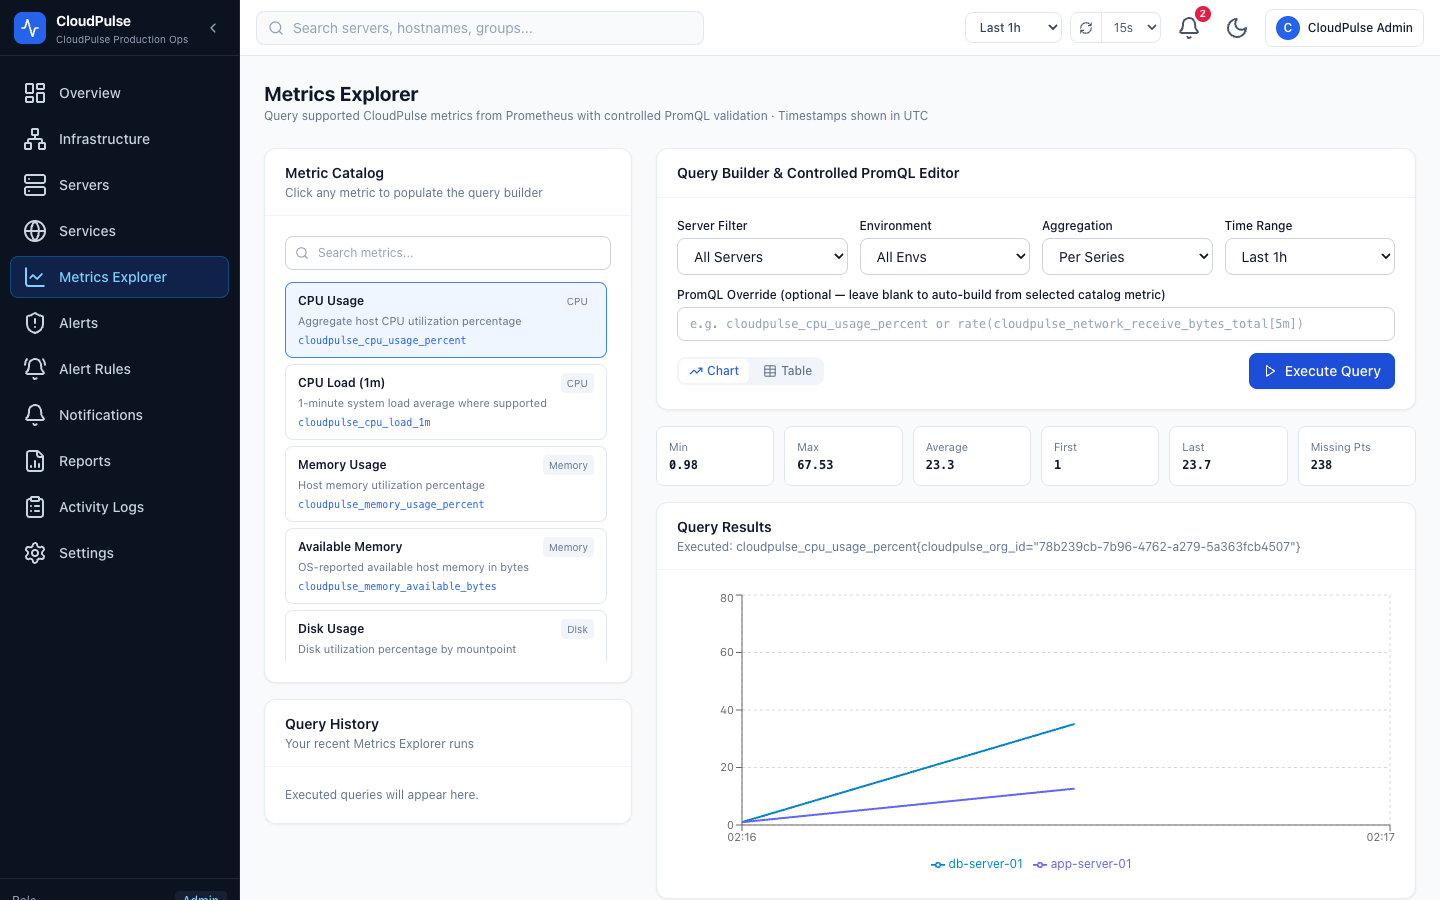 CloudPulse
CloudPulse Production Ops
Overview
Infrastructure
Servers
Services
Metrics Explorer
Alerts
Alert Rules
Notifications
Reports
Activity Logs
Settings
Role
Admin
Search servers, hostnames, groups...
Last 1h
15s
2
C
CloudPulse Admin
Metrics Explorer
Query supported CloudPulse metrics from Prometheus with controlled PromQL validation · Timestamps shown in UTC
Metric Catalog
Click any metric to populate the query builder
Search metrics...
CPU Usage
CPU
Aggregate host CPU utilization percentage
cloudpulse_cpu_usage_percent
CPU Load (1m)
CPU
1-minute system load average where supported
cloudpulse_cpu_load_1m
Memory Usage
Memory
Host memory utilization percentage
cloudpulse_memory_usage_percent
Available Memory
Memory
OS-reported available host memory in bytes
cloudpulse_memory_available_bytes
Disk Usage
Disk
Disk utilization percentage by mountpoint
Query History
Your recent Metrics Explorer runs
Executed queries will appear here.
Query Builder & Controlled PromQL Editor
Server Filter
Environment
Aggregation
Time Range
All Servers
All Envs
Per Series
Last 1h
PromQL Override (optional — leave blank to auto-build from selected catalog metric)
e.g. cloudpulse_cpu_usage_percent or rate(cloudpulse_network_receive_bytes_total[5m])
Chart
Table
Execute Query
Min
0.98
Max
67.53
Average
23.3
First
1
Last
23.7
Missing Pts
238
Query Results
Executed: cloudpulse_cpu_usage_percent{cloudpulse_org_id="78b239cb-7b96-4762-a279-5a363fcb4507"}
80
60
40
20
0
02:16
02:17
db-server-01
app-server-01